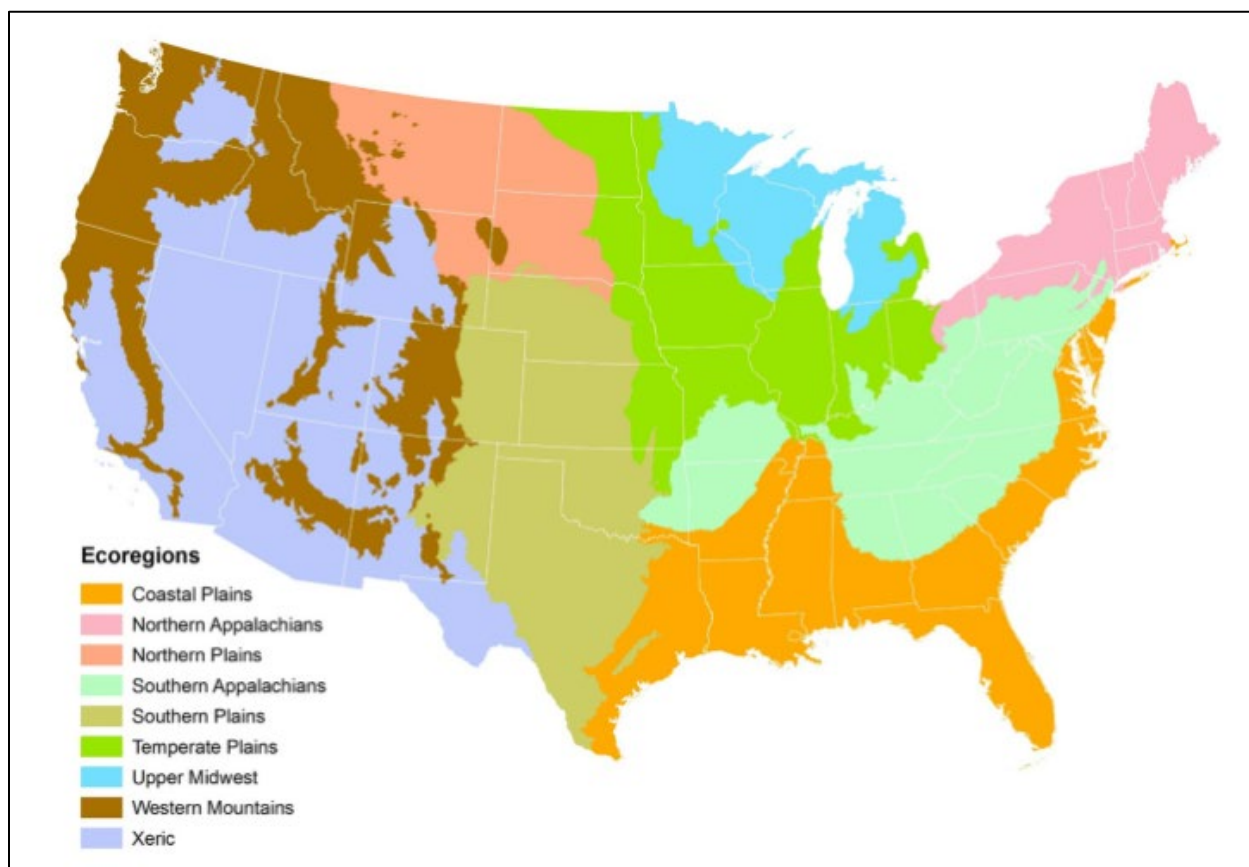 Ecoregions
Coastal Plains
Northern Appalachians
Northern Plains
Southern Appalachians
Southern Plains
Temperate Plains
Upper Midwest
Western Mountains
Xeric